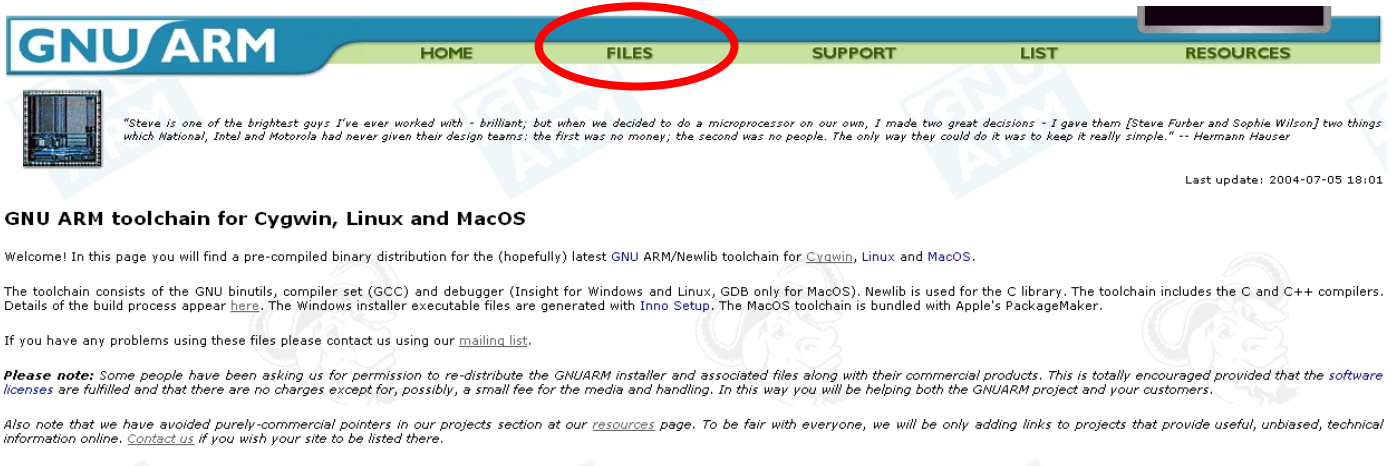 GNU ARM
HOME FILES SUPPORT LIST RESOURCES
"Steve is one of the brightest guys I've ever worked with - brilliant; but when we decided to do a microprocessor on our own, I made two great decisions - I gave them [Steve Furber and Sophie Wilson] two things
which National, Intel and Motorola had never given their design teams: the first was no money; the second was no people. The only way they could do it was to keep it really simple." -- Hermann Hauser
Last update: 2004-07-05 18:01
GNU ARM toolchain for Cygwin, Linux and MacOS
Welcome! In this page you will find a pre-compiled binary distribution for the (hopefully) latest GNU ARM/Newlib toolchain for Cygwin, Linux and MacOS.
The toolchain consists of the GNU binutils, compiler set (GCC) and debugger (Insight for Windows and Linux, GDB only for MacOS). Newlib is used for the C library. The toolchain includes the C and C++ compilers.
Details of the build process appear here. The Windows installer executable files are generated with Inno Setup. The MacOS toolchain is bundled with Apple's PackageMaker.
If you have any problems using these files please contact us using our mailing list.
Please note: Some people have been asking us for permission to re-distribute the GNUARM installer and associated files along with their commercial products. This is totally encouraged provided that the software
licenses are fulfilled and that there are no charges except for, possibly, a small fee for the media and handling. In this way you will be helping both the GNUARM project and your customers.
Also note that we have avoided purely-commercial pointers in our projects section at our resources page. To be fair with everyone, we will be only adding links to projects that provide useful, unbiased, technical
information online. Contact us if you wish your site to be listed there.